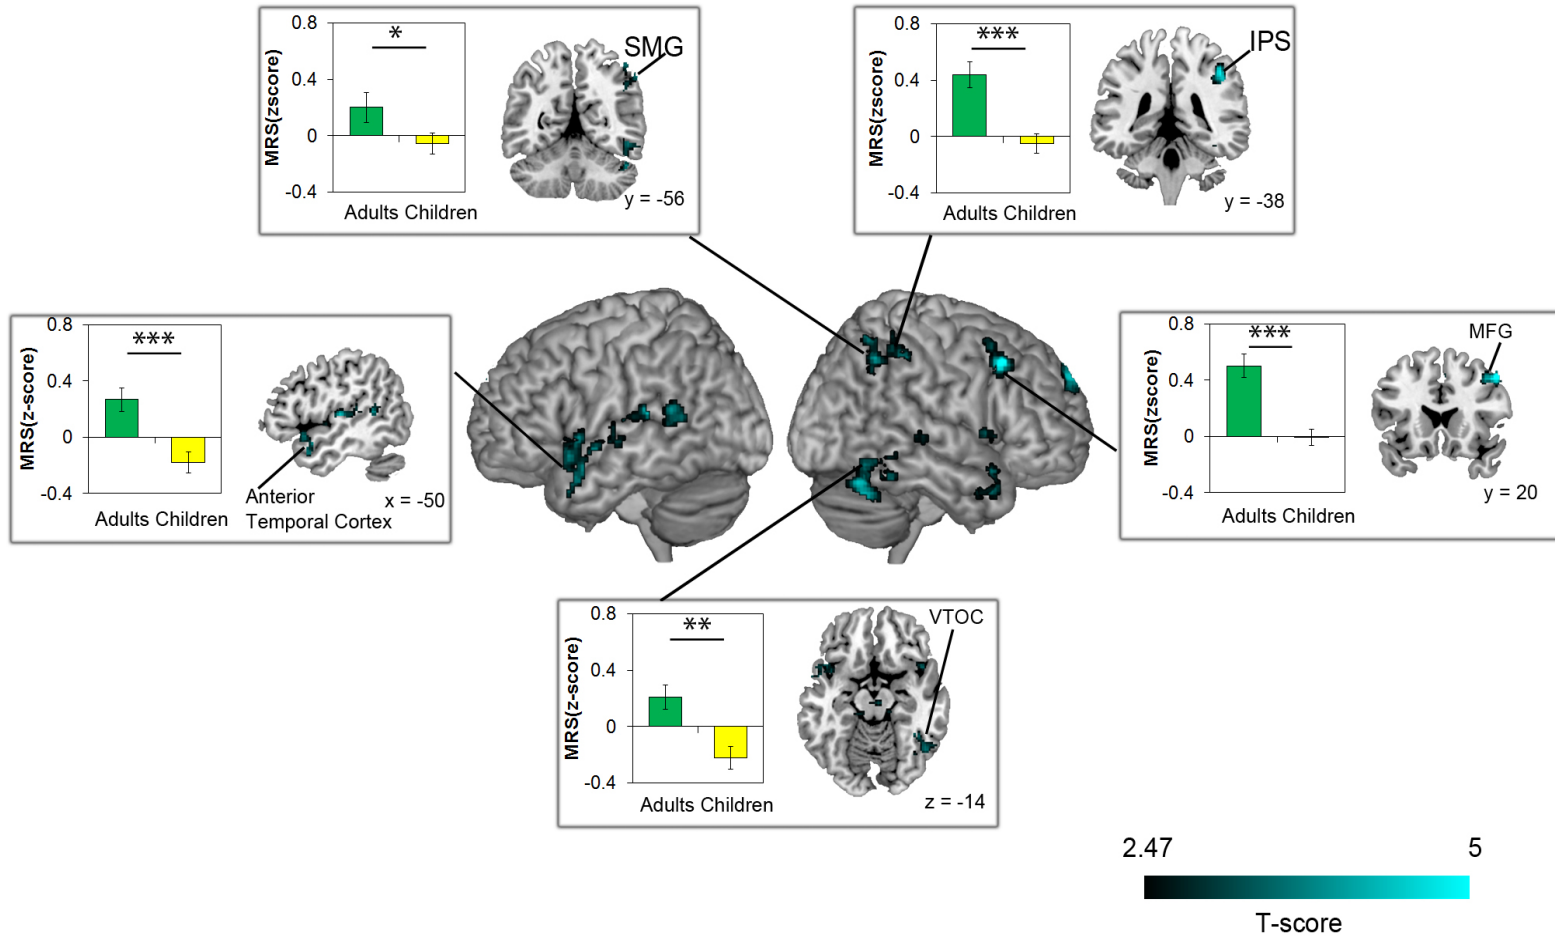 0.8
0.4
0
-0.4
MRS(zscore)
*
Adults Children
SMG
y = -56
0.8
0.4
0
-0.4
MRS(zscore)
***
Adults Children
IPS
y = -38
0.8
0.4
0
-0.4
MRS(z-score)
***
Adults Children
Anterior
Temporal Cortex
x = -50
0.8
0.4
0
-0.4
MRS(zscore)
***
Adults Children
MFG
y = 20
0.8
0.4
0
-0.4
MRS(z-score)
**
Adults Children
VTOC
z = -14
2.47 5
T-score